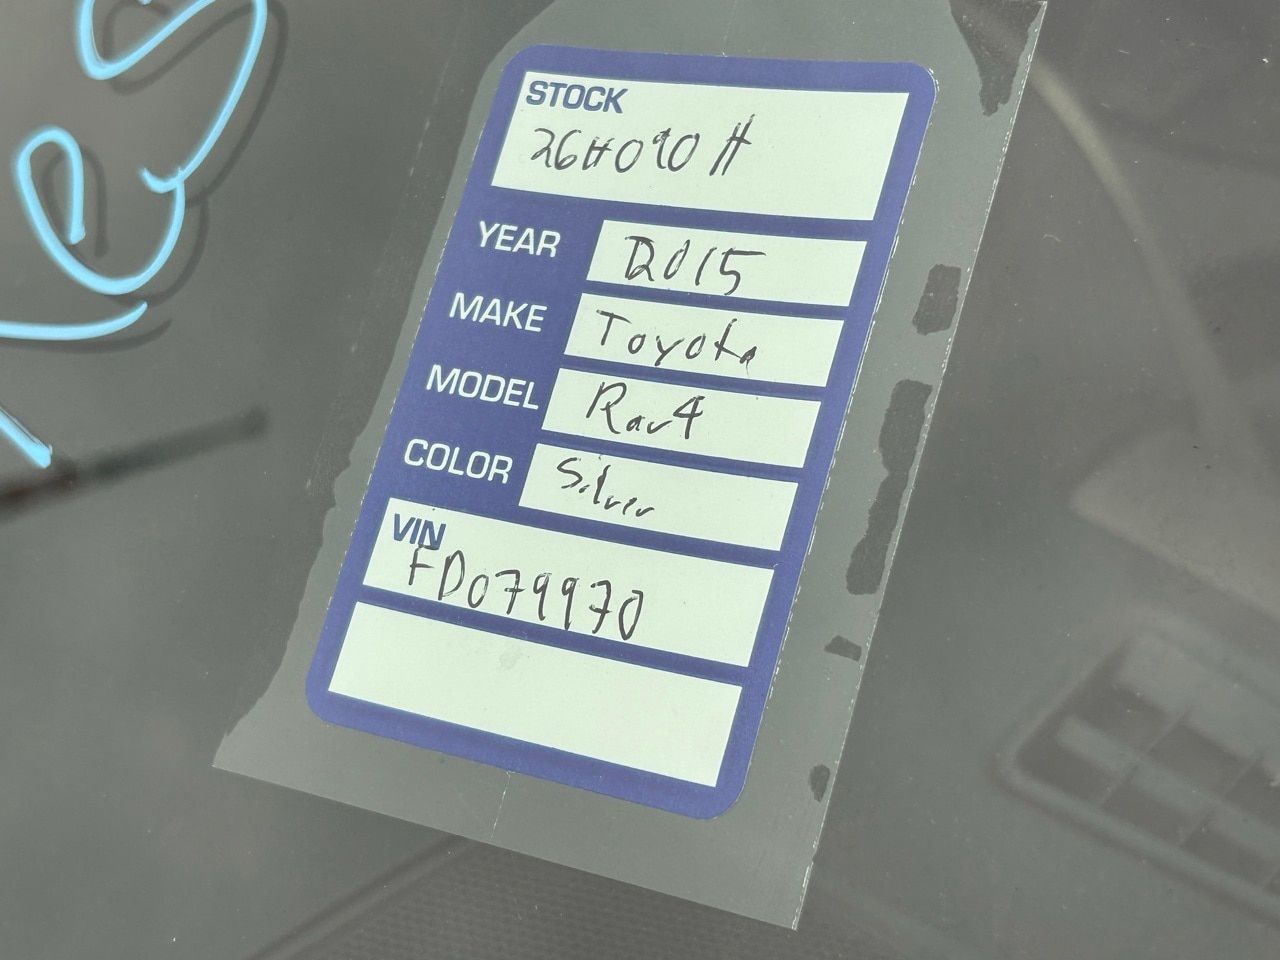 STOCK
26H090H
YEAR 2015
MAKE Toyota
MODEL Rav4
COLOR Silver
VIN
FD079970